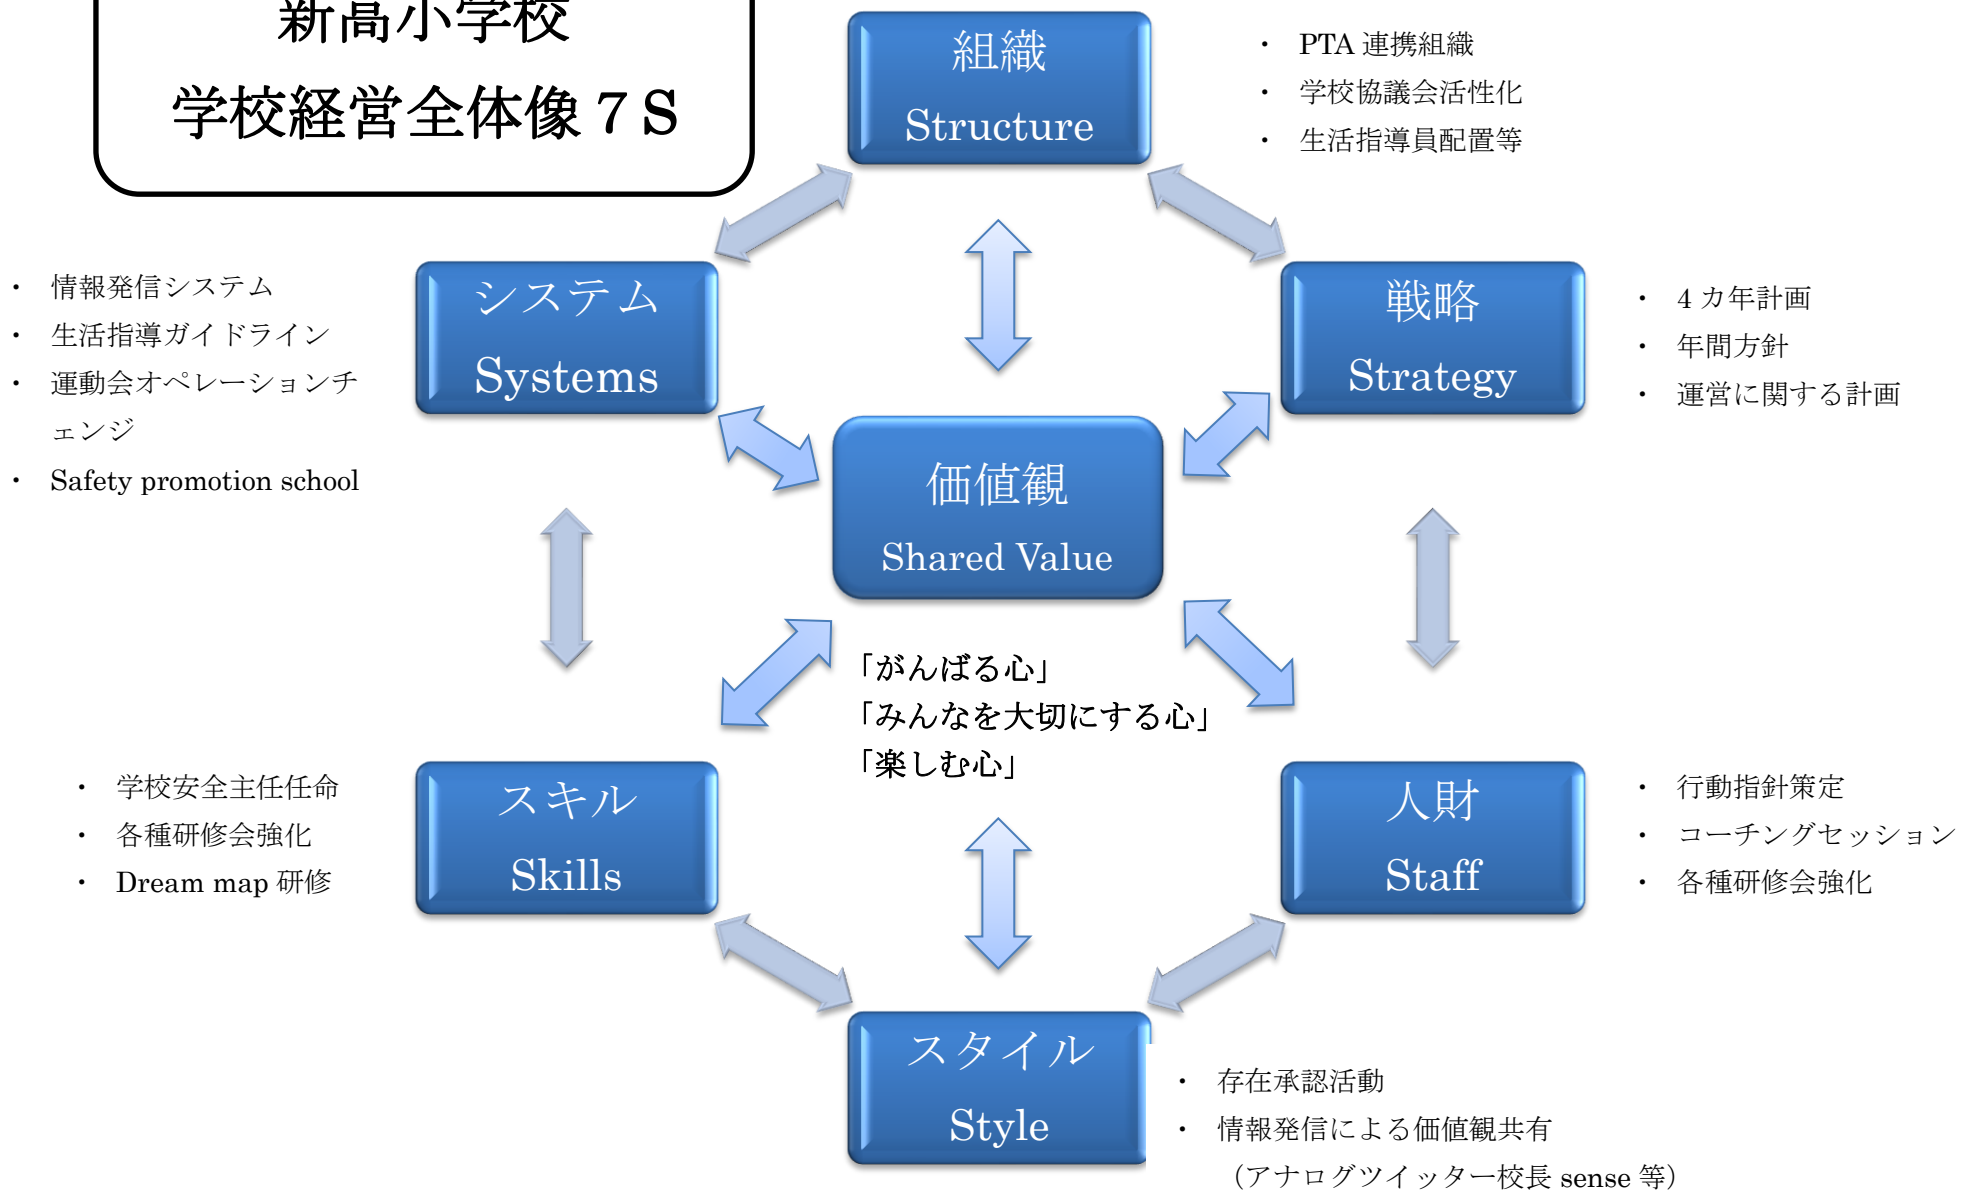 新高小学校
学校経営全体像７S
組織
Structure
・ PTA 連携組織
・ 学校協議会活性化
・ 生活指導員配置等
・ 情報発信システム
・ 生活指導ガイドライン
・ 運動会オペレーションチ
ェンジ
・ Safety promotion school
システム
Systems
戦略
Strategy
・ 4 カ年計画
・ 年間方針
・ 運営に関する計画
価値観
Shared Value
「がんばる心」
「みんなを大切にする心」
「楽しむ心」
・ 学校安全主任任命
・ 各種研修会強化
・ Dream map 研修
スキル
Skills
人財
Staff
・ 行動指針策定
・ コーチングセッション
・ 各種研修会強化
スタイル
Style
・ 存在承認活動
・ 情報発信による価値観共有
（アナログツイッター校長 sense 等）